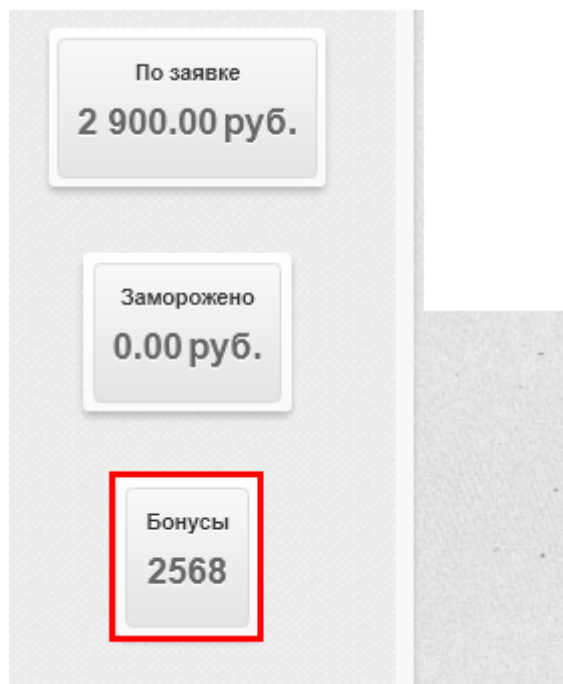 По заявке
2 900.00 руб.
Заморожено
0.00 руб.
Бонусы
2568